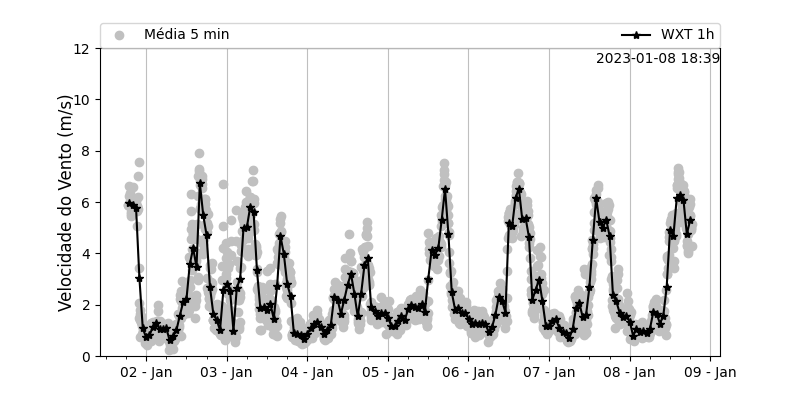 Média 5 min
WXT 1h
2023-01-08 18:39
Velocidade do Vento (m/s)
12
10
8
6
4
2
0
02 - Jan
03 - Jan
04 - Jan
05 - Jan
06 - Jan
07 - Jan
08 - Jan
09 - Jan